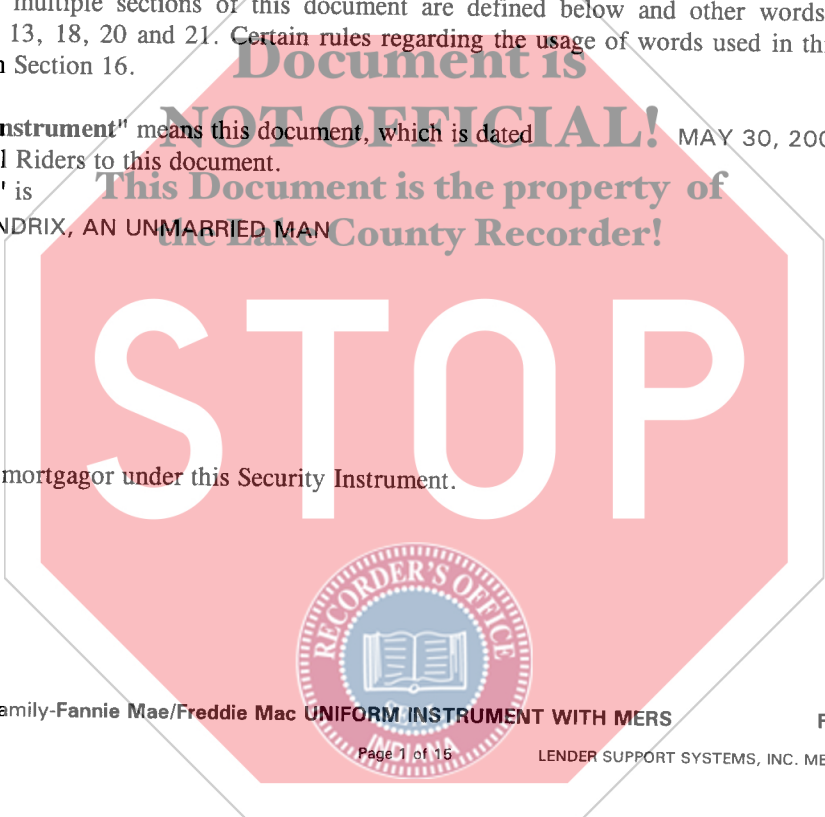 multiple sections of this document are defined below and other words
13, 18, 20 and 21. Certain rules regarding the usage of words used in
Section 16.
Document is
NOT OFFICIAL!
nstrument" means this document, which is dated MAY 30, 200
l Riders to this document.
This Document is the property of
" is
the Lake County Recorder!
NDRIX, AN UNMARRIED MAN
STOP
mortgagor under this Security Instrument.
RECORDER'S OFFICE
amily-Fannie Mae/Freddie Mac UNIFORM INSTRUMENT WITH MERS
INDIANA
Page 1 of 15 LENDER SUPPORT SYSTEMS, INC.